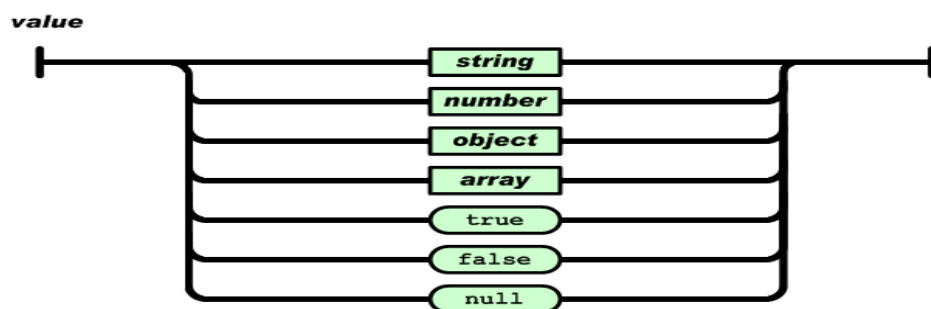 value
string
number
object
array
true
false
null